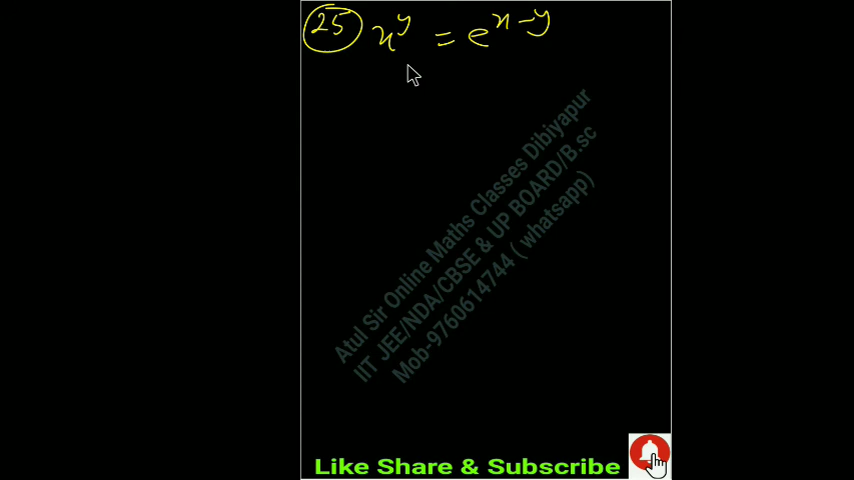 25 x^y = e^{x-y}
Atul Sir Online Maths Classes Dibiyapur
IIT JEE/NDA/CBSE & UP BOARD/B.sc
Mob-9760614744 ( whatsapp)
Like Share & Subscribe